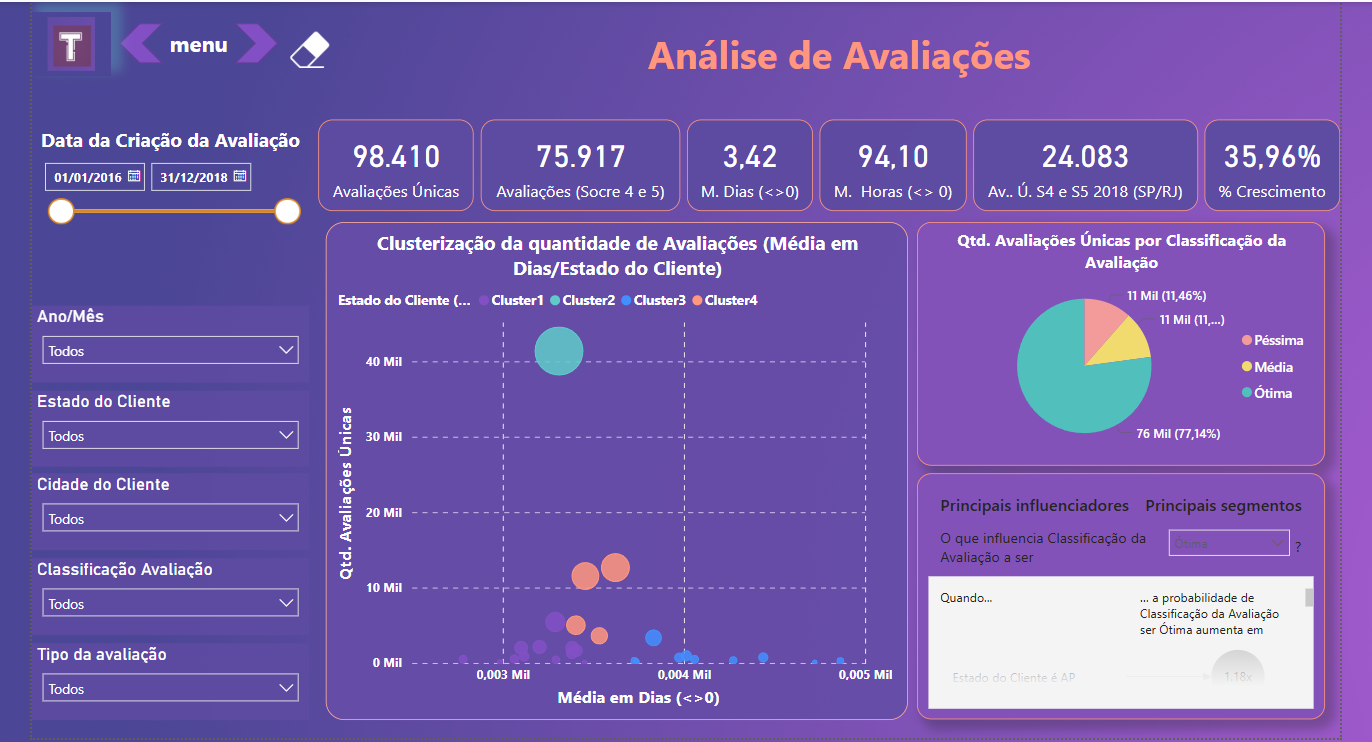 T
menu
Análise de Avaliações
Data da Criação da Avaliação
01/01/2016
31/12/2018
98.410
Avaliações Únicas
75.917
Avaliações (Socre 4 e 5)
3,42
M. Dias (<>0)
94,10
M. Horas (<> 0)
24.083
Av.. Ú. S4 e S5 2018 (SP/RJ)
35,96%
% Crescimento
Ano/Mês
Todos
Estado do Cliente
Todos
Cidade do Cliente
Todos
Classificação Avaliação
Todos
Tipo da avaliação
Todos
Clusterização da quantidade de Avaliações (Média em
Dias/Estado do Cliente)
Estado do Cliente (... Cluster1 Cluster2 Cluster3 Cluster4
Qtd. Avaliações Únicas
40 Mil
30 Mil
20 Mil
10 Mil
0 Mil
0,003 Mil 0,004 Mil 0,005 Mil
Média em Dias (<>0)
Qtd. Avaliações Únicas por Classificação da
Avaliação
11 Mil (11,46%)
11 Mil (11,...)
76 Mil (77,14%)
Péssima
Média
Ótima
Principais influenciadores Principais segmentos
O que influencia Classificação da
Avaliação a ser
Ótima
?
Quando...
... a probabilidade de
Classificação da Avaliação
ser Ótima aumenta em
Estado do Cliente é AP
1,18x